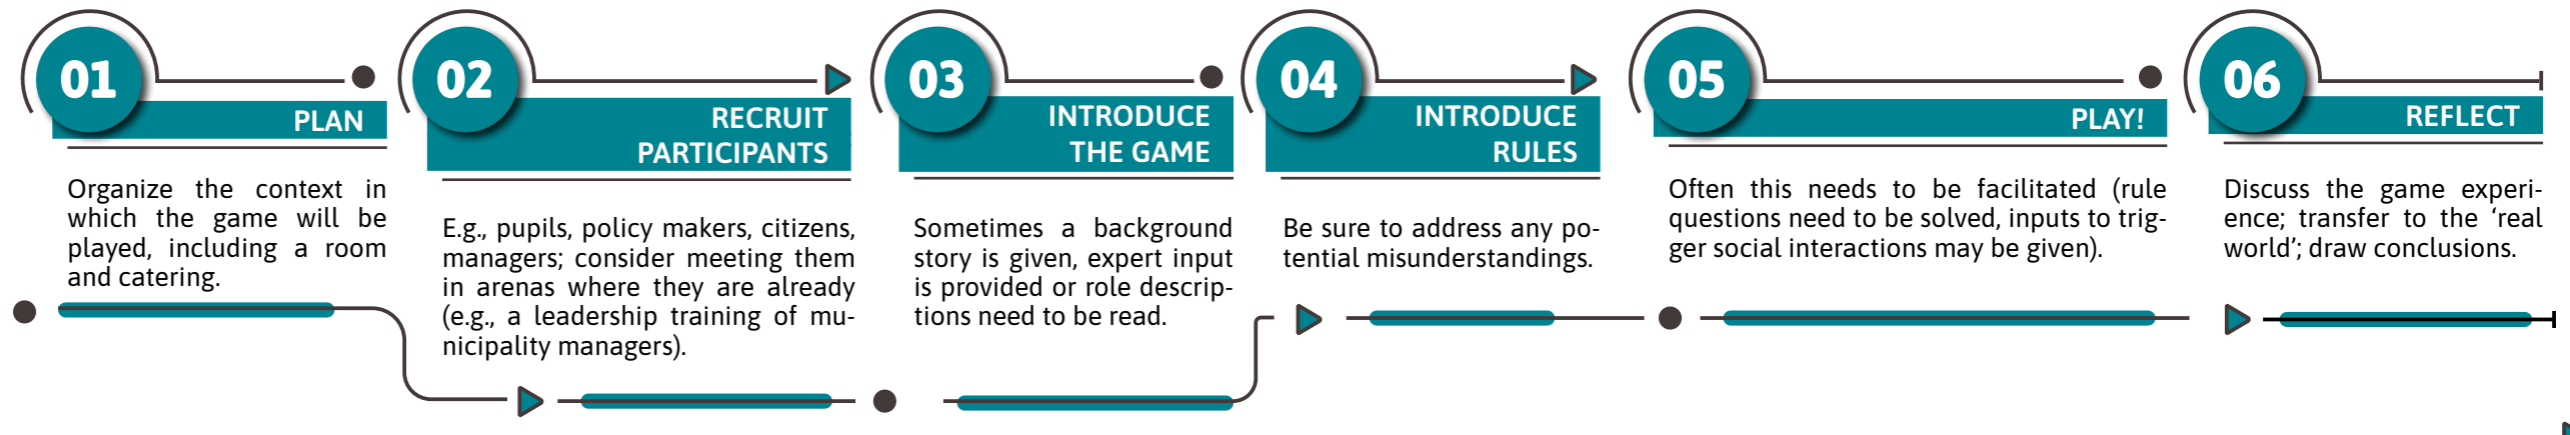 01
PLAN
Organize the context in
which the game will be
played, including a room
and catering.
02
RECRUIT
PARTICIPANTS
E.g., pupils, policy makers, citizens,
managers; consider meeting them
in arenas where they are already
(e.g., a leadership training of mu-
nicipality managers).
03
INTRODUCE
THE GAME
Sometimes a background
story is given, expert input
is provided or role descrip-
tions need to be read.
04
INTRODUCE
RULES
Be sure to address any po-
tential misunderstandings.
05
PLAY!
Often this needs to be facilitated (rule
questions need to be solved, inputs to trig-
ger social interactions may be given).
06
REFLECT
Discuss the game experi-
ence; transfer to the ‘real
world’; draw conclusions.